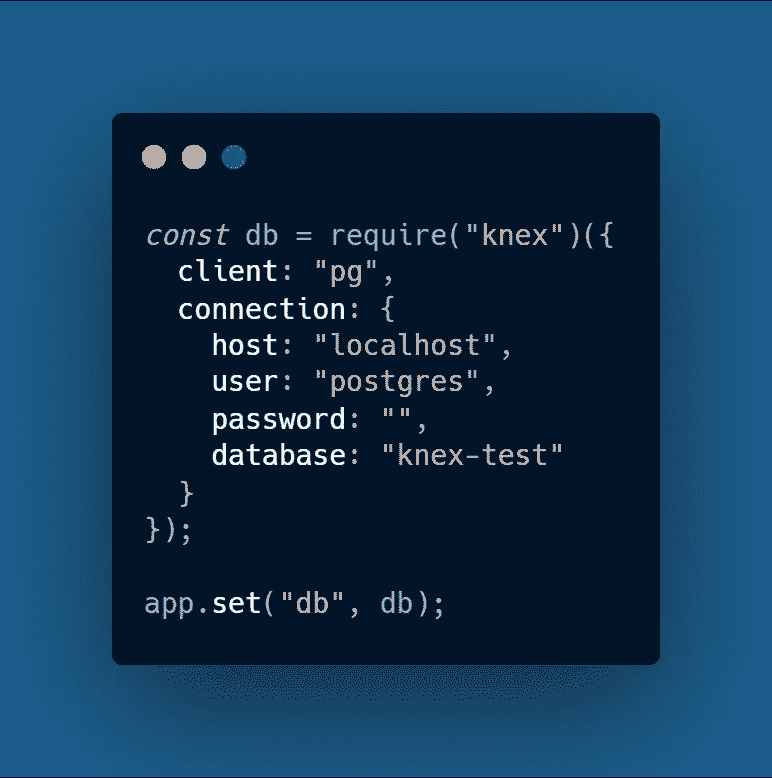 const db = require("knex")({
  client: "pg",
  connection: {
    host: "localhost",
    user: "postgres",
    password: "",
    database: "knex-test"
  }
});

app.set("db", db);